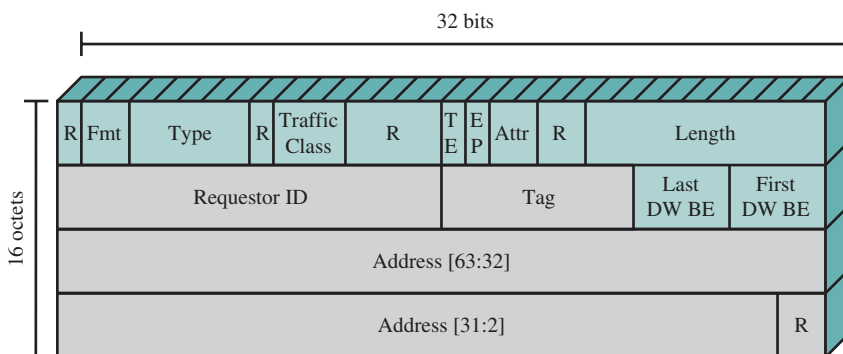 32 bits
16 octets
R Fmt Type R Traffic Class R T E E P Attr R Length
Requestor ID Tag Last DW BE First DW BE
Address [63:32]
Address [31:2] R